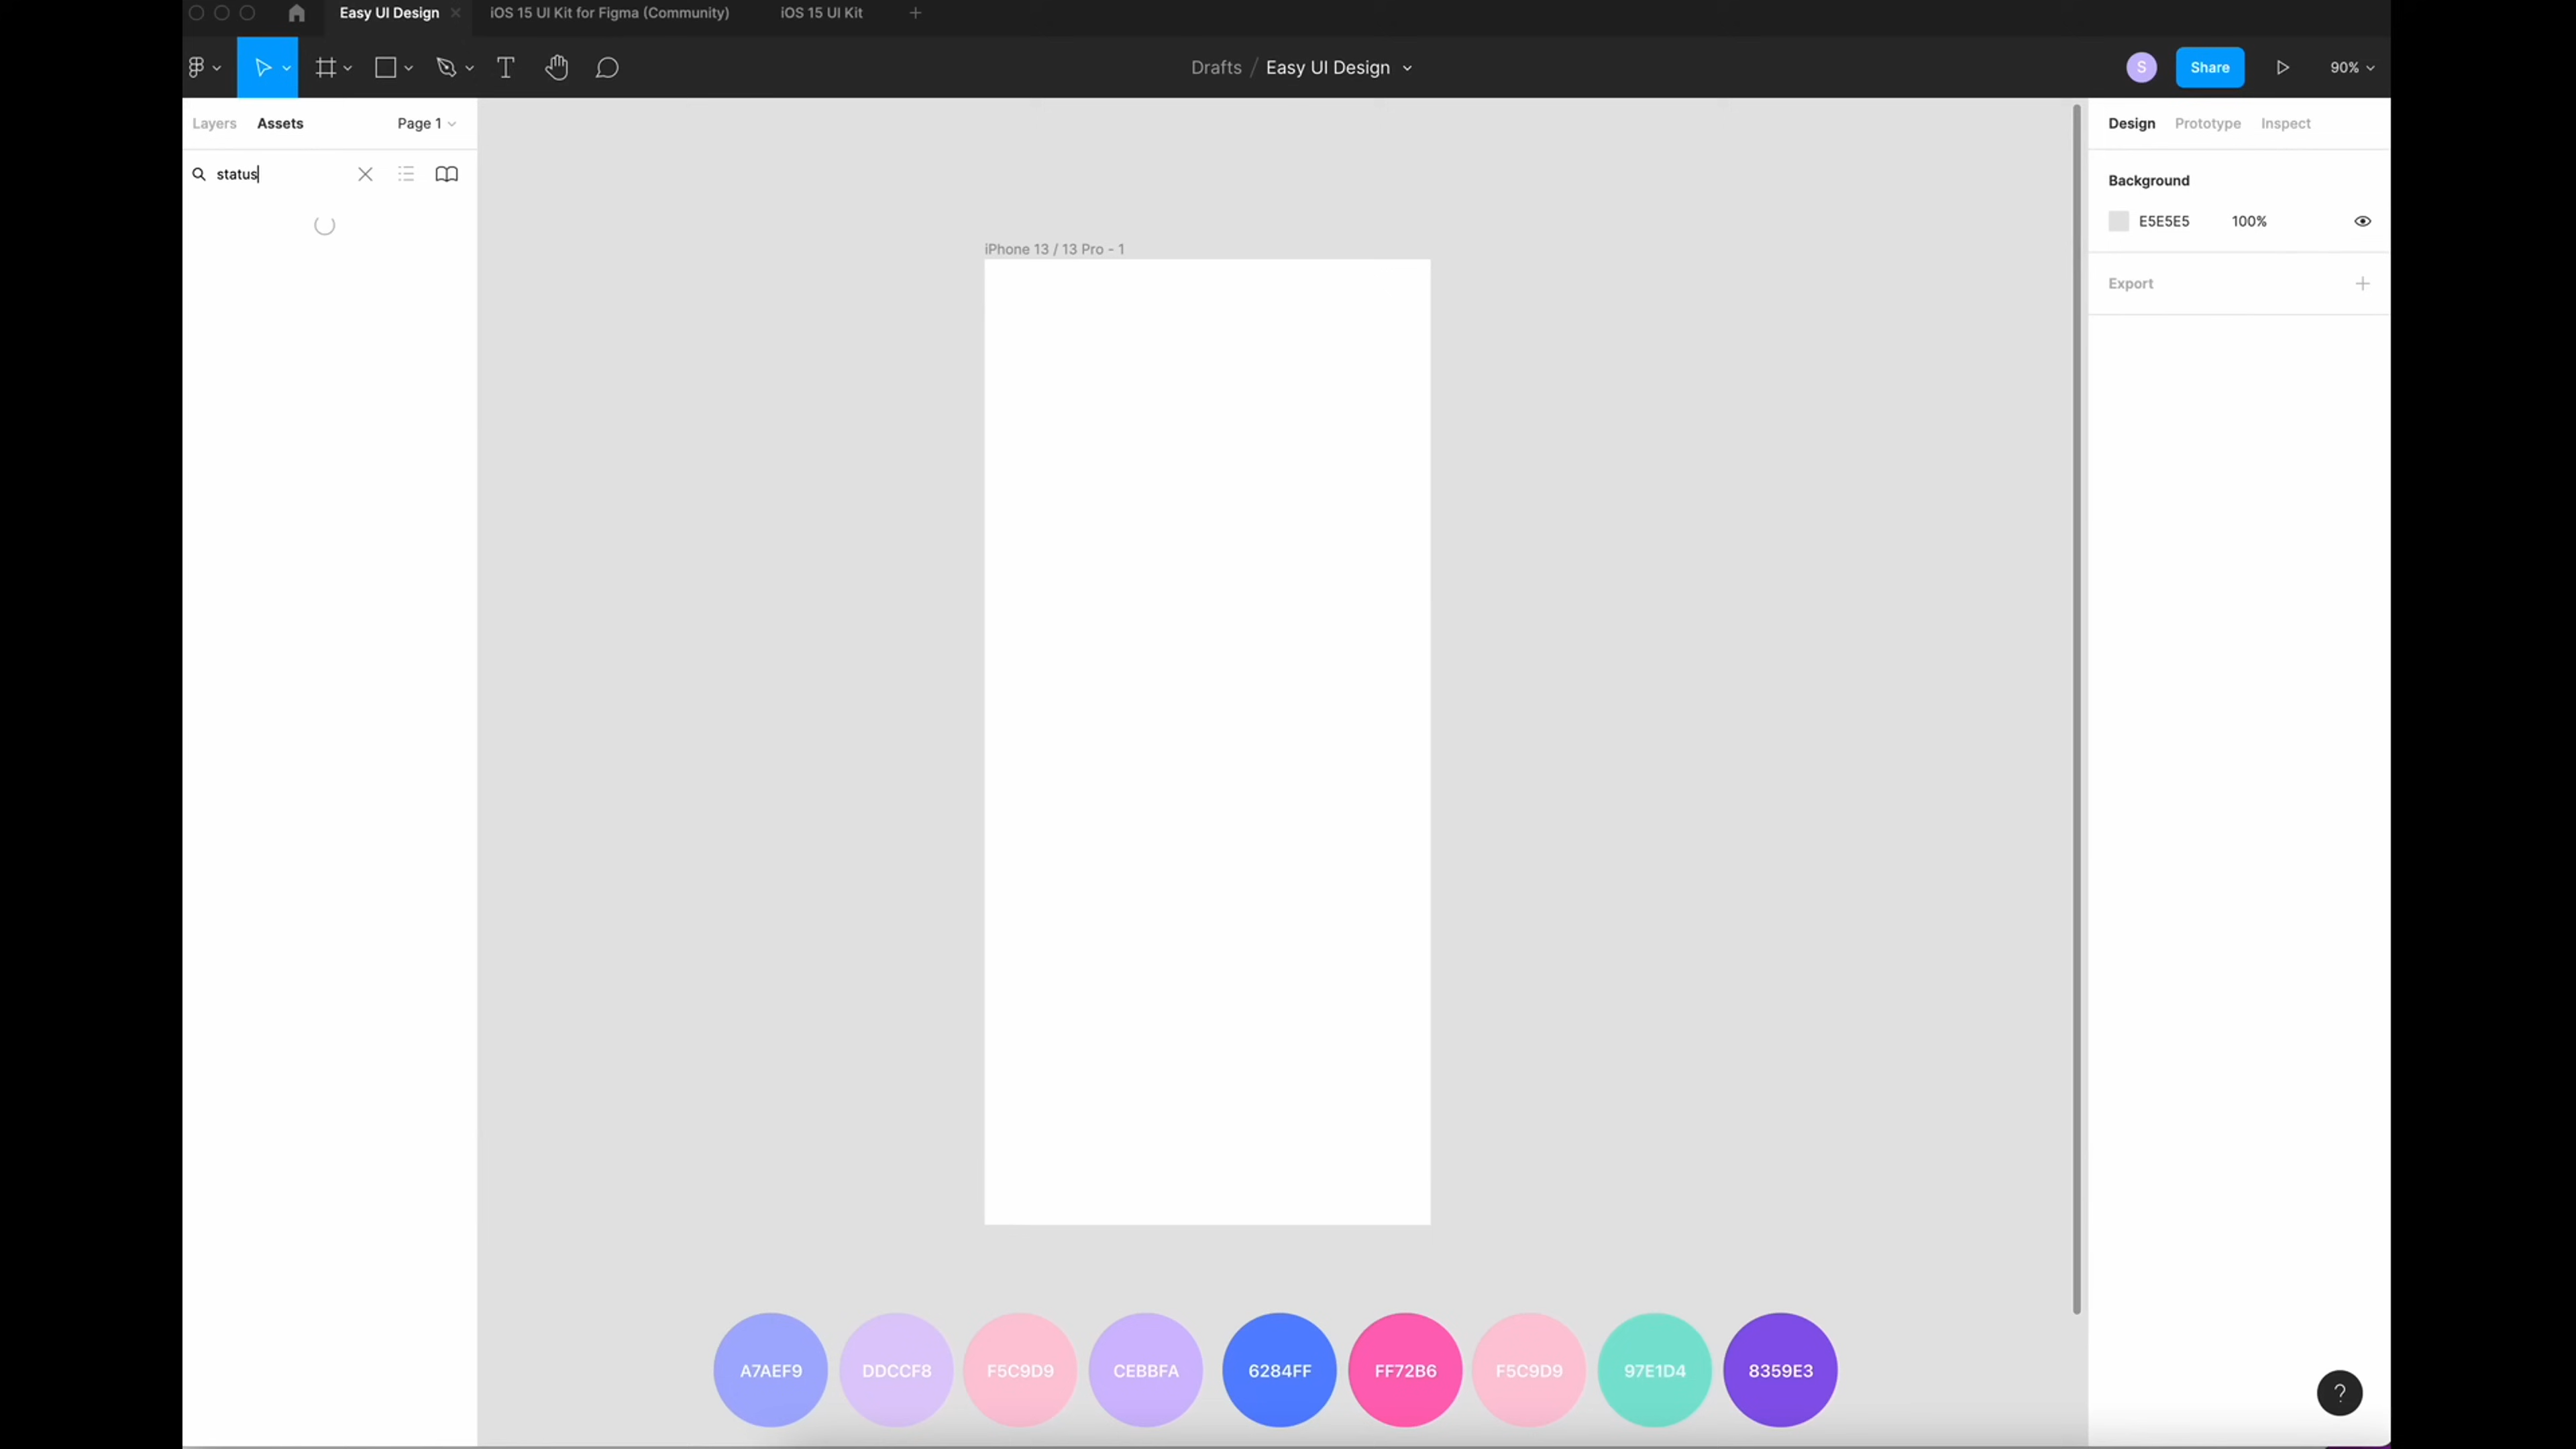 Easy UI Design
iOS 15 UI Kit for Figma (Community)
iOS 15 UI Kit
Drafts / Easy UI Design
S
Share
90%
Layers
Assets
Page 1
Design
Prototype
Inspect
status
Background
E5E5E5
100%
Export
iPhone 13 / 13 Pro - 1
A7AEF9
DDCCF8
F5C9D9
CEBBFA
6284FF
FF72B6
F5C9D9
97E1D4
8359E3
?